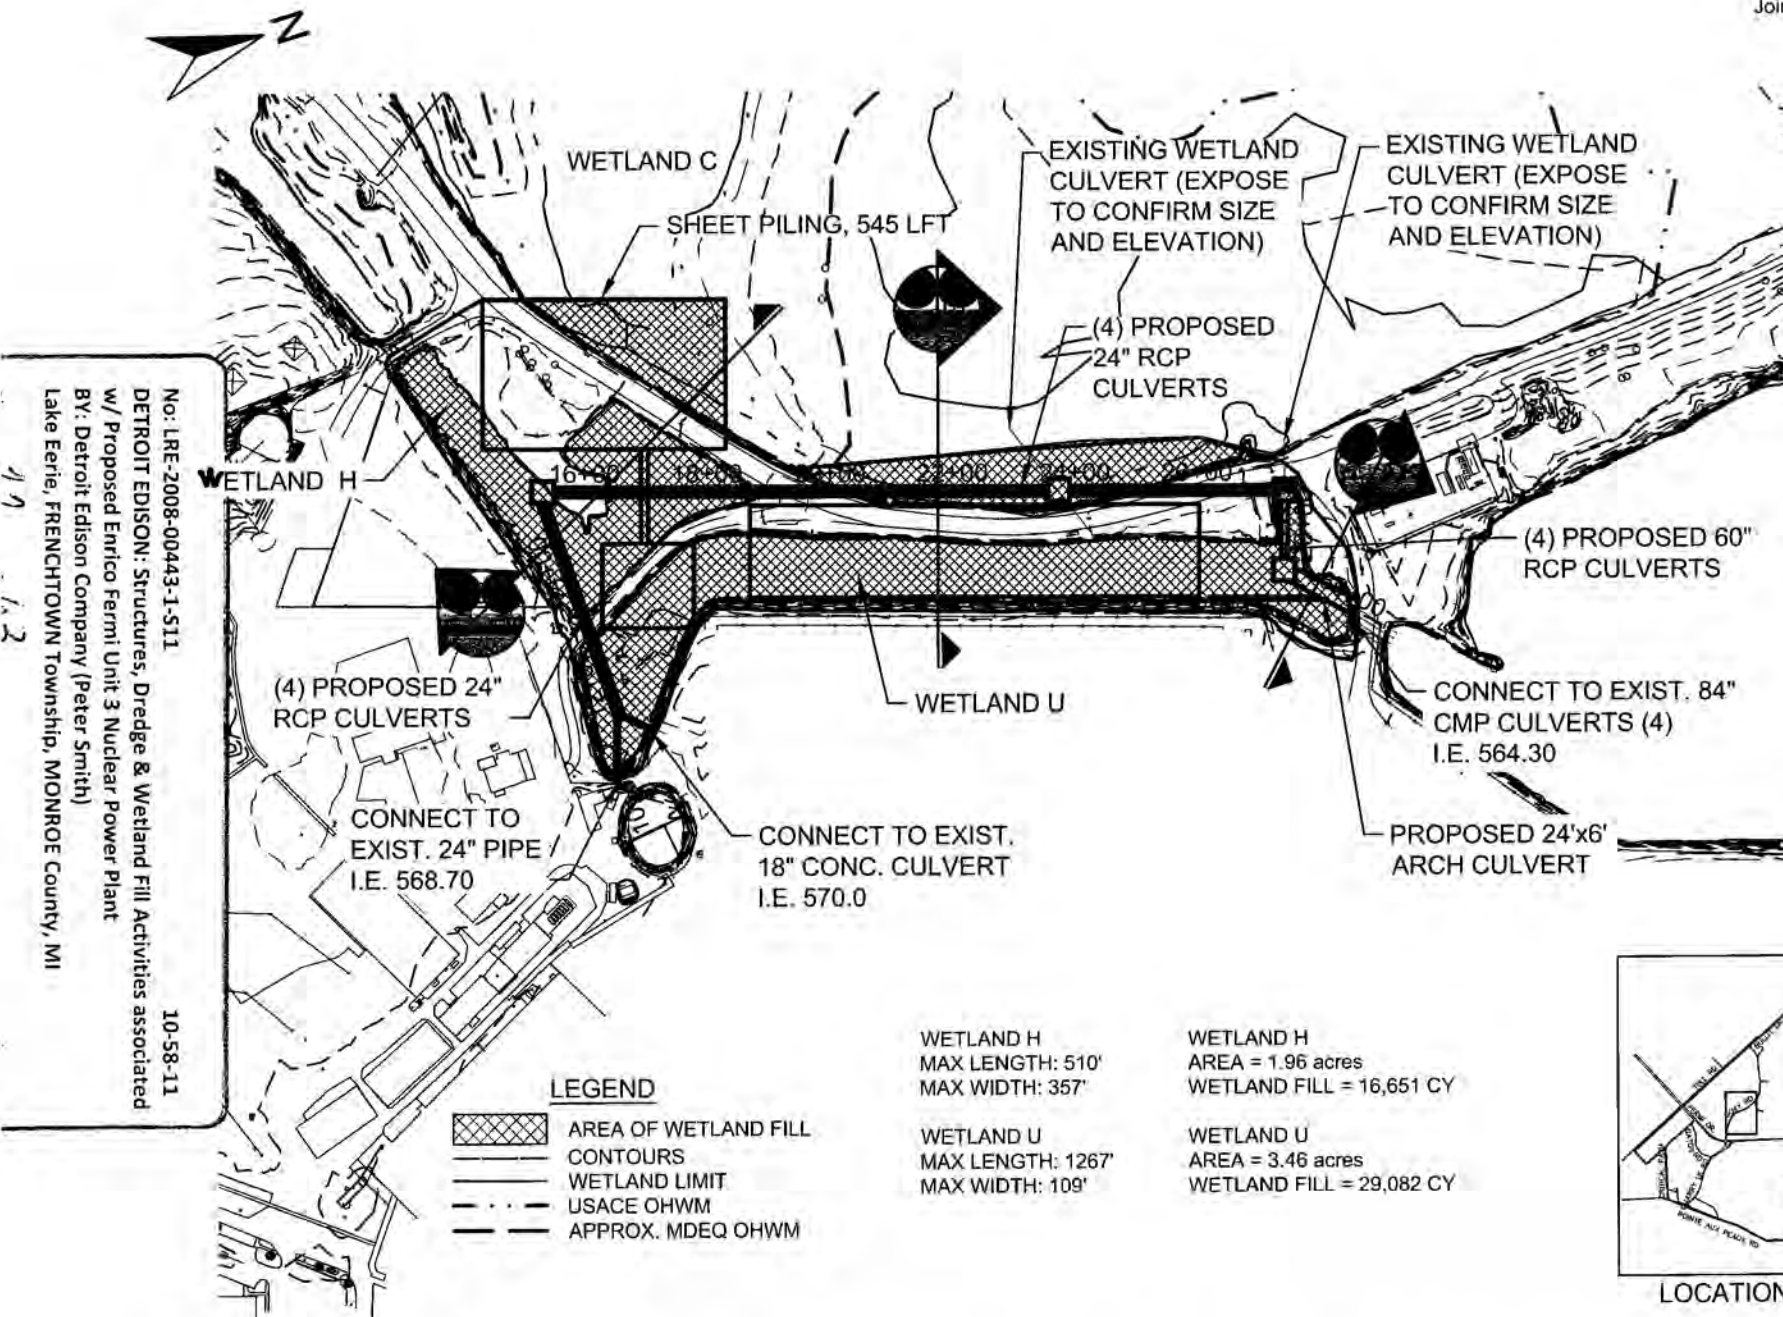 Join
N
WETLAND C
SHEET PILING, 545 LFT
EXISTING WETLAND
CULVERT (EXPOSE
TO CONFIRM SIZE
AND ELEVATION)
EXISTING WETLAND
CULVERT (EXPOSE
TO CONFIRM SIZE
AND ELEVATION)
(4) PROPOSED
24" RCP
CULVERTS
WETLAND H
18+00
22+00
24+00
(4) PROPOSED 60"
RCP CULVERTS
(4) PROPOSED 24"
RCP CULVERTS
WETLAND U
CONNECT TO EXIST. 84"
CMP CULVERTS (4)
I.E. 564.30
CONNECT TO
EXIST. 24" PIPE
I.E. 568.70
CONNECT TO EXIST.
18" CONC. CULVERT
I.E. 570.0
PROPOSED 24'x6'
ARCH CULVERT
No: LRE-2008-00443-1-S11 10-58-11
DETROIT EDISON: Structures, Dredge & Wetland Fill Activities associated
w/ Proposed Enrico Fermi Unit 3 Nuclear Power Plant
BY: Detroit Edison Company (Peter Smith)
Lake Eerie, FRENCHTOWN Township, MONROE County, MI
LEGEND
AREA OF WETLAND FILL
CONTOURS
WETLAND LIMIT
USACE OHWM
APPROX. MDEQ OHWM
WETLAND H
MAX LENGTH: 510'
MAX WIDTH: 357'
WETLAND U
MAX LENGTH: 1267'
MAX WIDTH: 109'
WETLAND H
AREA = 1.96 acres
WETLAND FILL = 16,651 CY
WETLAND U
AREA = 3.46 acres
WETLAND FILL = 29,082 CY
POINTE AUX PEAUX RD
LOCATION